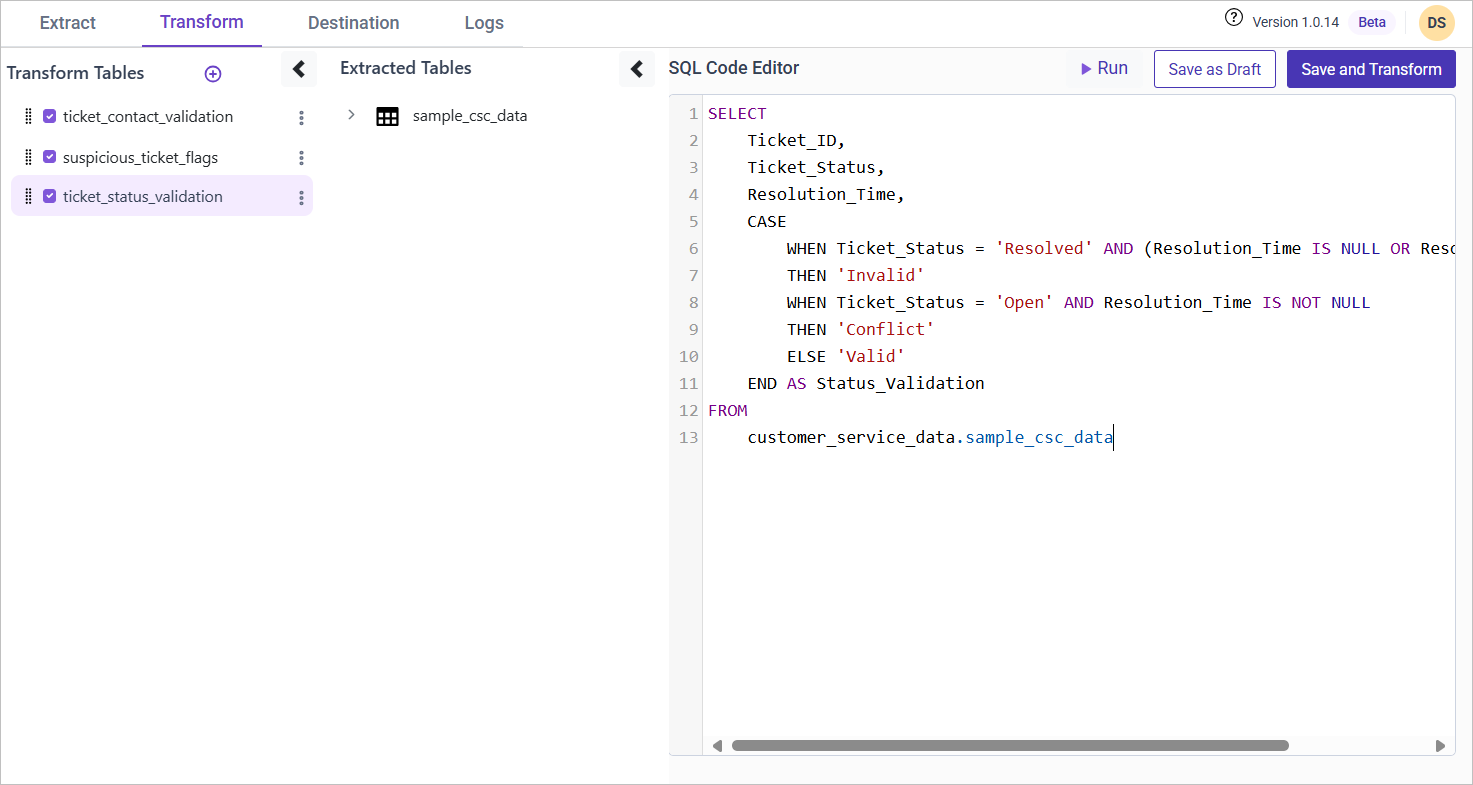 Extract
Transform
Destination
Logs
Version 1.0.14
Beta
DS
Transform Tables
ticket_contact_validation
suspicious_ticket_flags
ticket_status_validation
Extracted Tables
sample_csc_data
SQL Code Editor
Run
Save as Draft
Save and Transform
1 SELECT
2 Ticket_ID,
3 Ticket_Status,
4 Resolution_Time,
5 CASE
6 WHEN Ticket_Status = 'Resolved' AND (Resolution_Time IS NULL OR Reso
7 THEN 'Invalid'
8 WHEN Ticket_Status = 'Open' AND Resolution_Time IS NOT NULL
9 THEN 'Conflict'
10 ELSE 'Valid'
11 END AS Status_Validation
12 FROM
13 customer_service_data.sample_csc_data